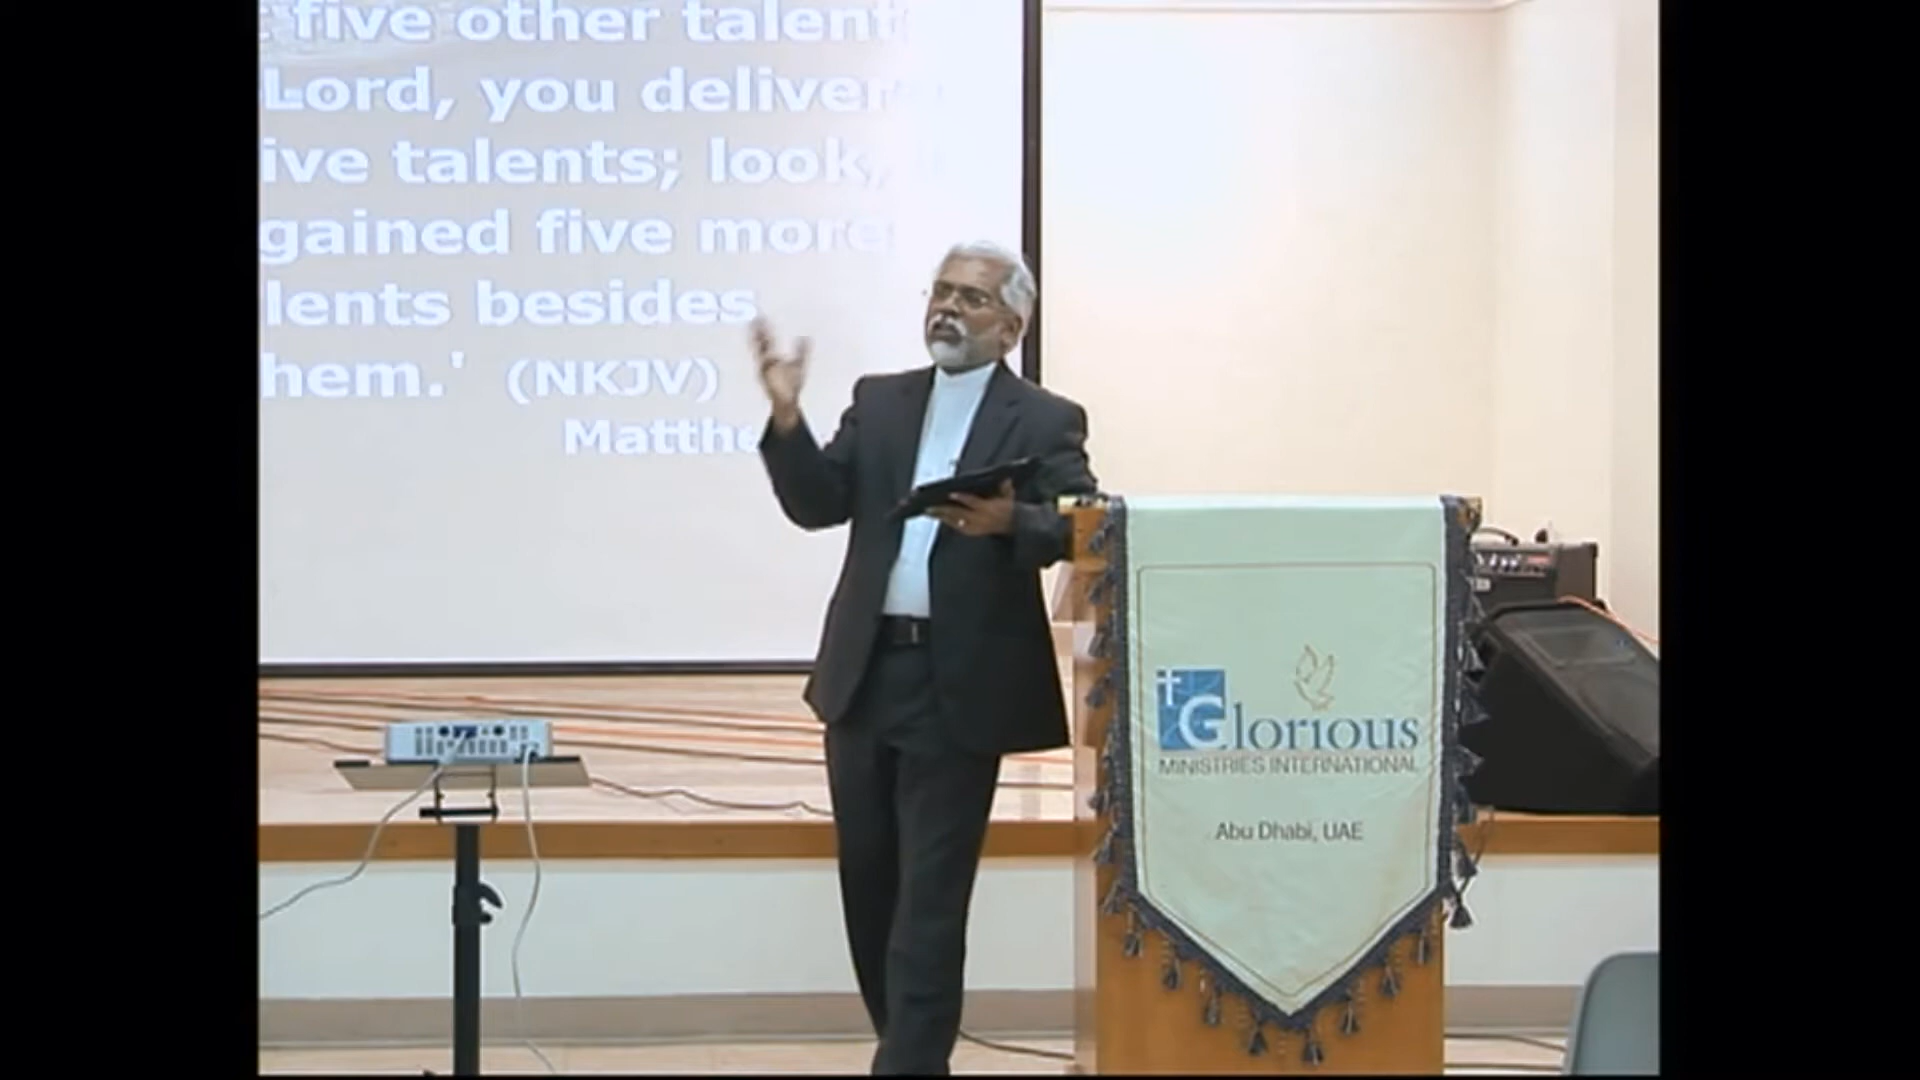 five other talent
Lord, you deliver
ive talents; look,
gained five more
lents besides
hem.' (NKJV)
Matthe
Glorious
MINISTRIES INTERNATIONAL
Abu Dhabi, UAE